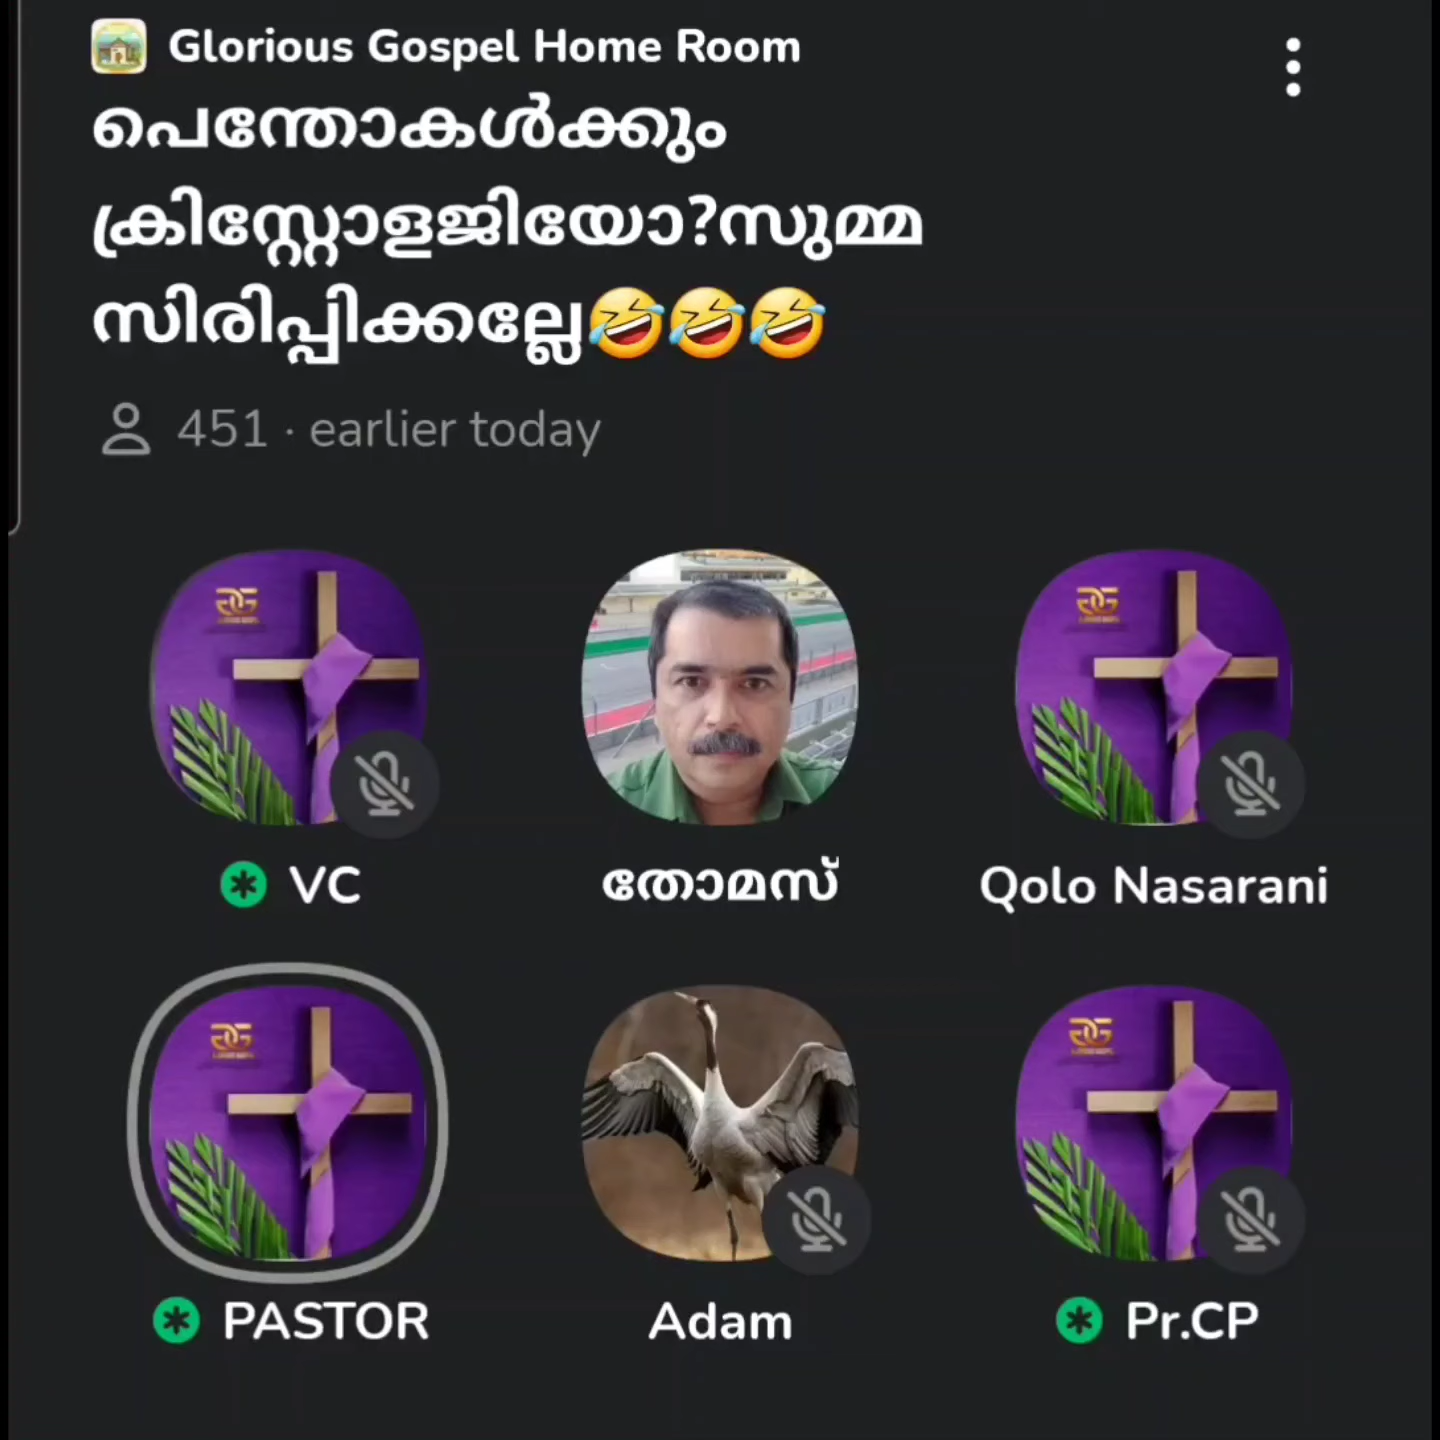 Glorious Gospel Home Room
പെന്തോകൾക്കും
ക്രിസ്റ്റോളജിയോ?സുമ്മ
സിരിപ്പിക്കല്ലേ🤣🤣🤣
451 · earlier today
VC
തോമസ്
Qolo Nasarani
PASTOR
Adam
Pr.CP